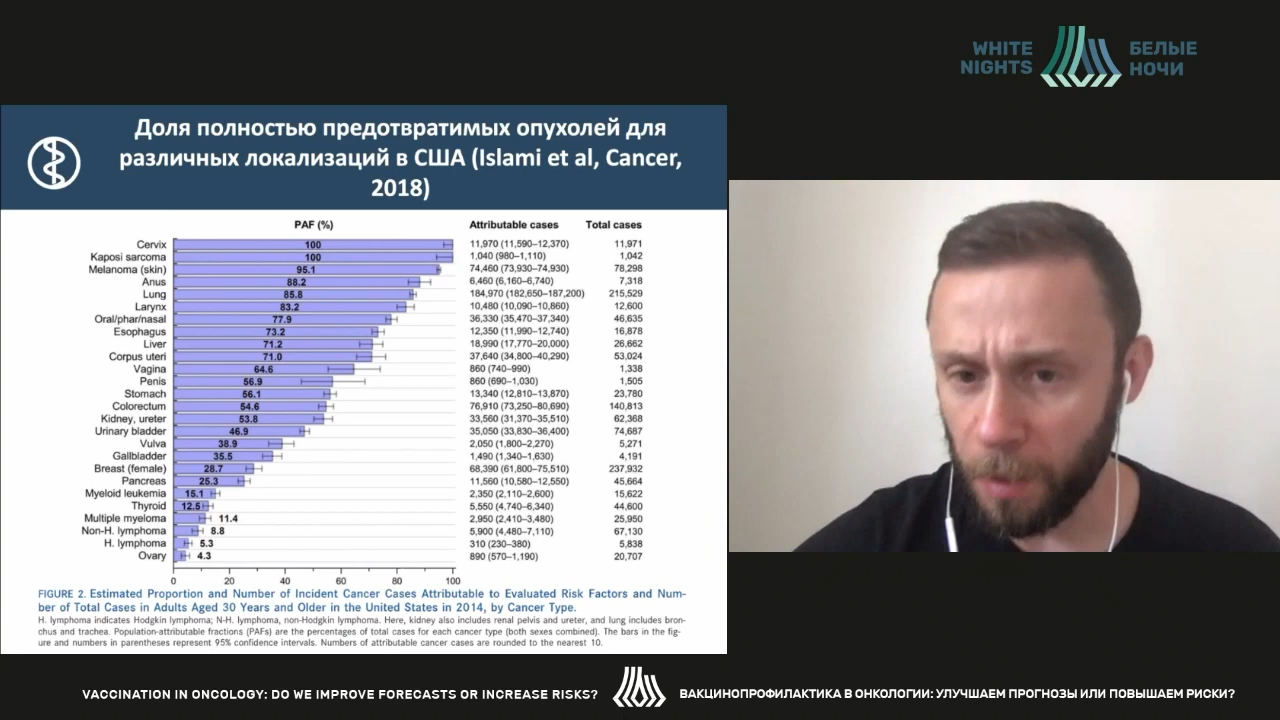 WHITE
NIGHTS
БЕЛЫЕ
НОЧИ
Доля полностью предотвратимых опухолей для
различных локализаций в США (Islami et al, Cancer,
2018)
PAF (%) Attributable cases Total cases
Cervix 100 11,970 (11,590–12,370) 11,971
Kaposi sarcoma 100 1,040 (980–1,110) 1,042
Melanoma (skin) 95.1 74,460 (73,930–74,930) 78,298
Anus 88.2 6,460 (6,160–6,740) 7,318
Lung 85.8 184,970 (182,650–187,200) 215,529
Larynx 83.2 10,480 (10,090–10,860) 12,600
Oral/phar/nasal 77.9 36,330 (35,470–37,340) 46,635
Esophagus 73.2 12,350 (11,990–12,740) 16,878
Liver 71.2 18,990 (17,770–20,000) 26,662
Corpus uteri 71.0 37,640 (34,800–40,290) 53,024
Vagina 64.6 860 (740–990) 1,338
Penis 56.9 860 (690–1,030) 1,505
Stomach 56.1 13,340 (12,810–13,870) 23,780
Colorectum 54.6 76,910 (73,250–80,690) 140,813
Kidney, ureter 53.8 33,560 (31,370–35,510) 62,368
Urinary bladder 46.9 35,050 (33,830–36,400) 74,687
Vulva 38.9 2,050 (1,800–2,270) 5,271
Gallbladder 35.5 1,490 (1,340–1,630) 4,191
Breast (female) 28.7 68,390 (61,800–75,510) 237,932
Pancreas 25.3 11,560 (10,580–12,550) 45,664
Myeloid leukemia 15.1 2,350 (2,110–2,600) 15,622
Thyroid 12.5 5,550 (4,740–6,340) 44,600
Multiple myeloma 11.4 2,950 (2,410–3,480) 25,950
Non-H. lymphoma 8.8 5,900 (4,480–7,110) 67,130
H. lymphoma 5.3 310 (230–380) 5,838
Ovary 4.3 890 (570–1,190) 20,707
0 20 40 60 80 100
FIGURE 2. Estimated Proportion and Number of Incident Cancer Cases Attributable to Evaluated Risk Factors and Num-
ber of Total Cases in Adults Aged 30 Years and Older in the United States in 2014, by Cancer Type.
H. lymphoma indicates Hodgkin lymphoma; N-H. lymphoma, non-Hodgkin lymphoma. Here, kidney also includes renal pelvis and ureter, and lung includes bron-
chus and trachea. Population-attributable fractions (PAFs) are the percentages of total cases for each cancer type (both sexes combined). The bars in the fig-
ure and numbers in parentheses represent 95% confidence intervals. Numbers of attributable cancer cases are rounded to the nearest 10.
VACCINATION IN ONCOLOGY: DO WE IMPROVE FORECASTS OR INCREASE RISKS?
ВАКЦИНОПРОФИЛАКТИКА В ОНКОЛОГИИ: УЛУЧШАЕМ ПРОГНОЗЫ ИЛИ ПОВЫШАЕМ РИСКИ?